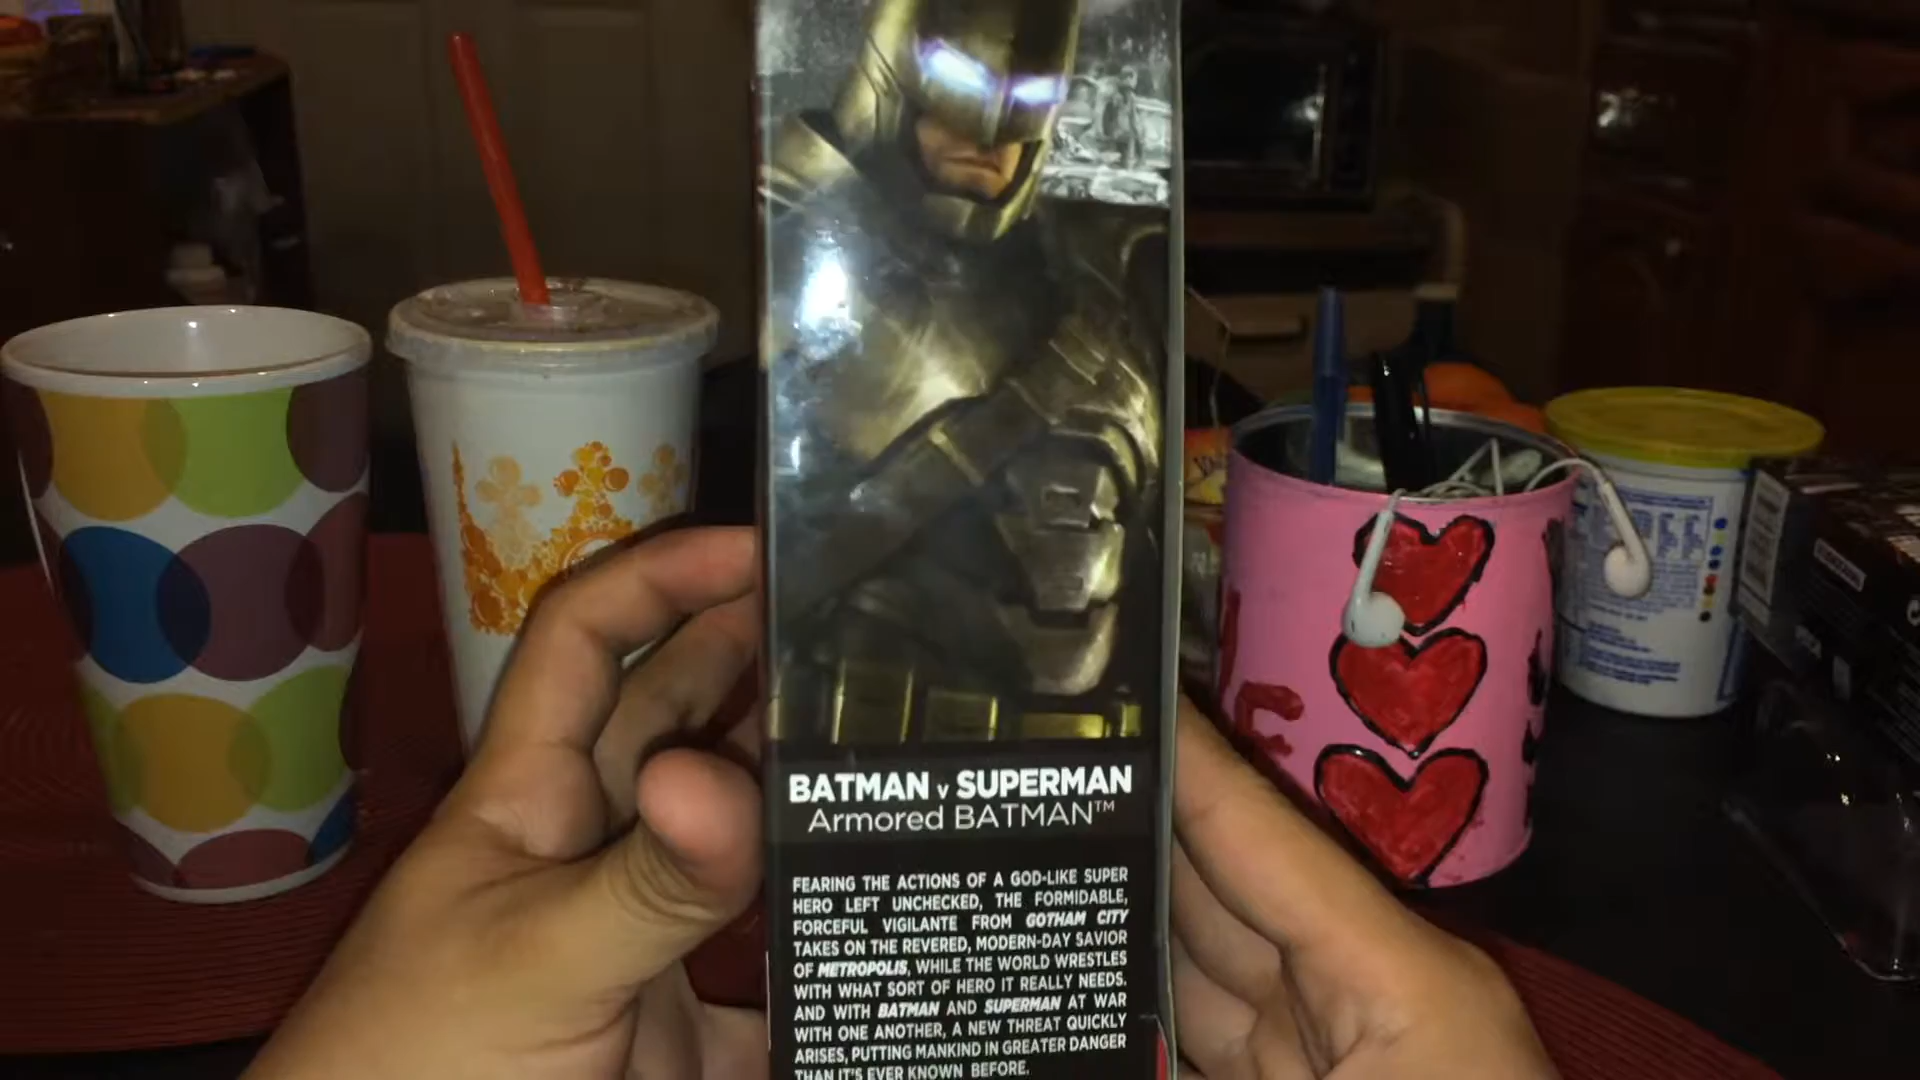 BATMAN v SUPERMAN
Armored BATMAN™
FEARING THE ACTIONS OF A GOD-LIKE SUPER
HERO LEFT UNCHECKED, THE FORMIDABLE,
FORCEFUL VIGILANTE FROM GOTHAM CITY
TAKES ON THE REVERED, MODERN-DAY SAVIOR
OF METROPOLIS, WHILE THE WORLD WRESTLES
WITH WHAT SORT OF HERO IT REALLY NEEDS.
AND WITH BATMAN AND SUPERMAN AT WAR
WITH ONE ANOTHER, A NEW THREAT QUICKLY
ARISES, PUTTING MANKIND IN GREATER DANGER
THAN IT'S EVER KNOWN BEFORE.